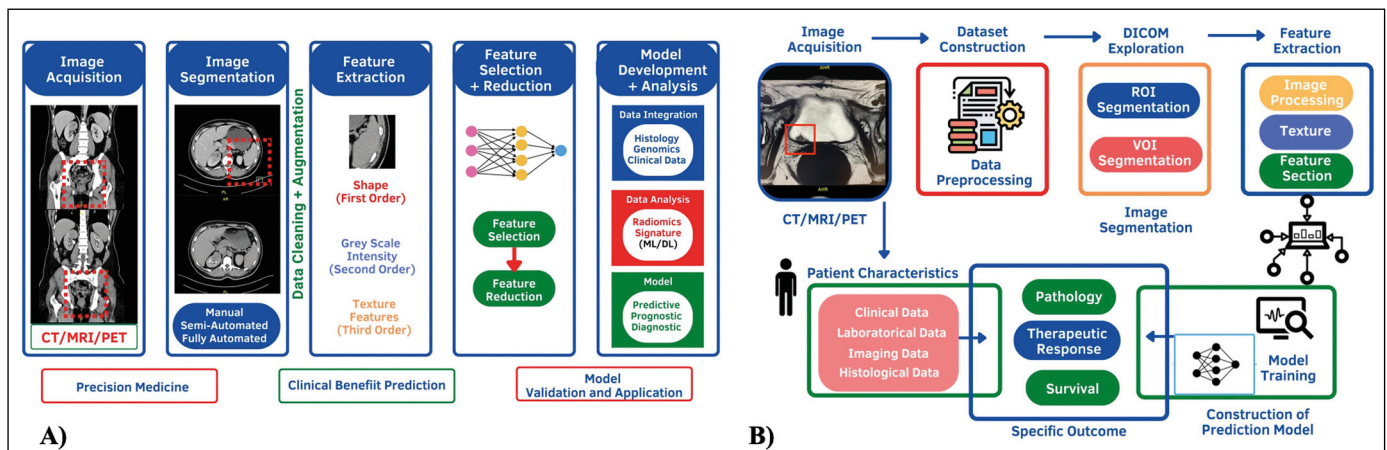 Image
Acquisition
CT/MRI/PET
Image
Segmentation
AR
PL
Manual
Semi-Automated
Fully Automated
Data Cleaning + Augmentation
Feature
Extraction
Shape
(First Order)
Grey Scale
Intensity
(Second Order)
Texture
Features
(Third Order)
Feature
Selection
+ Reduction
Feature
Selection
Feature
Reduction
Model
Development
+ Analysis
Data Integration
Histology
Genomics
Clinical Data
Data Analysis
Radiomics
Signature
(ML/DL)
Model
Predictive
Prognostic
Diagnostic
Precision Medicine
Clinical Benefiit Prediction
Model
Validation and Application
A)
Image
Acquisition
AHR
AHR
CT/MRI/PET
Dataset
Construction
Data
Preprocessing
DICOM
Exploration
ROI
Segmentation
VOI
Segmentation
Image
Segmentation
Feature
Extraction
Image
Processing
Texture
Feature
Section
Patient Characteristics
Clinical Data
Laboratorical Data
Imaging Data
Histological Data
Pathology
Therapeutic
Response
Survival
Specific Outcome
Model
Training
Construction of
Prediction Model
B)